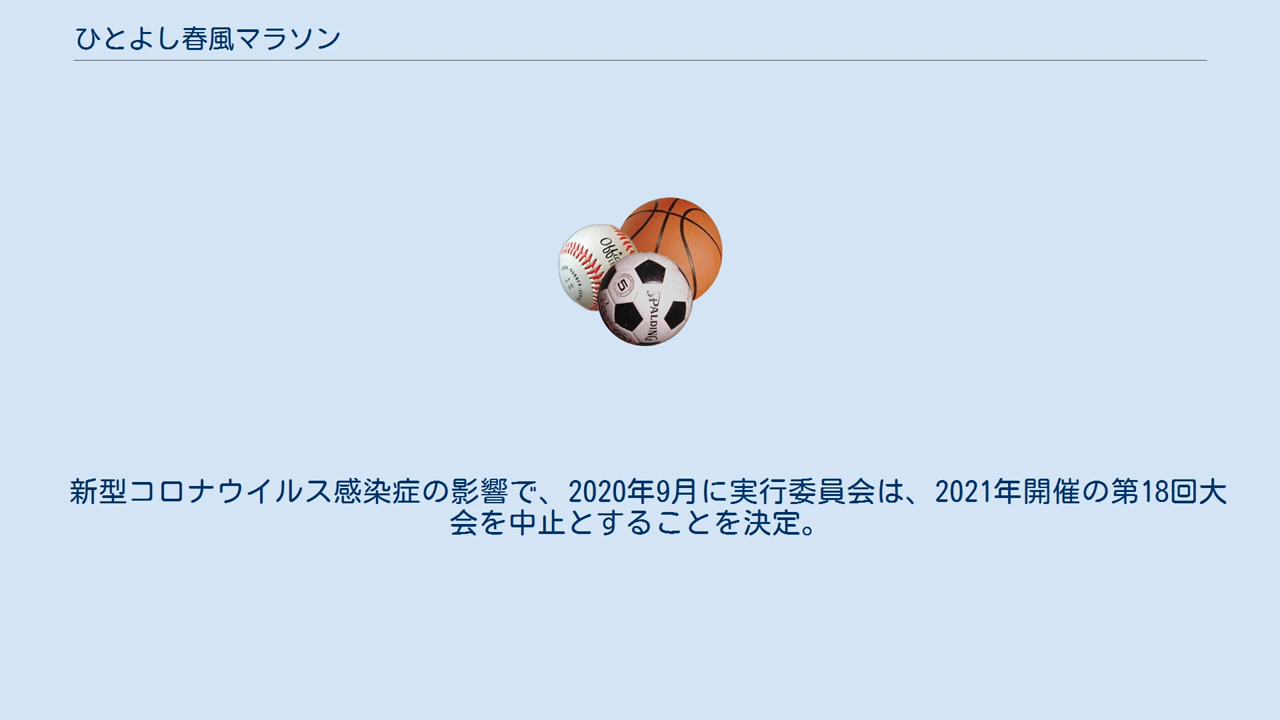 ひとよし春風マラソン
Offic
5
SPALDING
新型コロナウイルス感染症の影響で、2020年9月に実行委員会は、2021年開催の第18回大
会を中止とすることを決定。